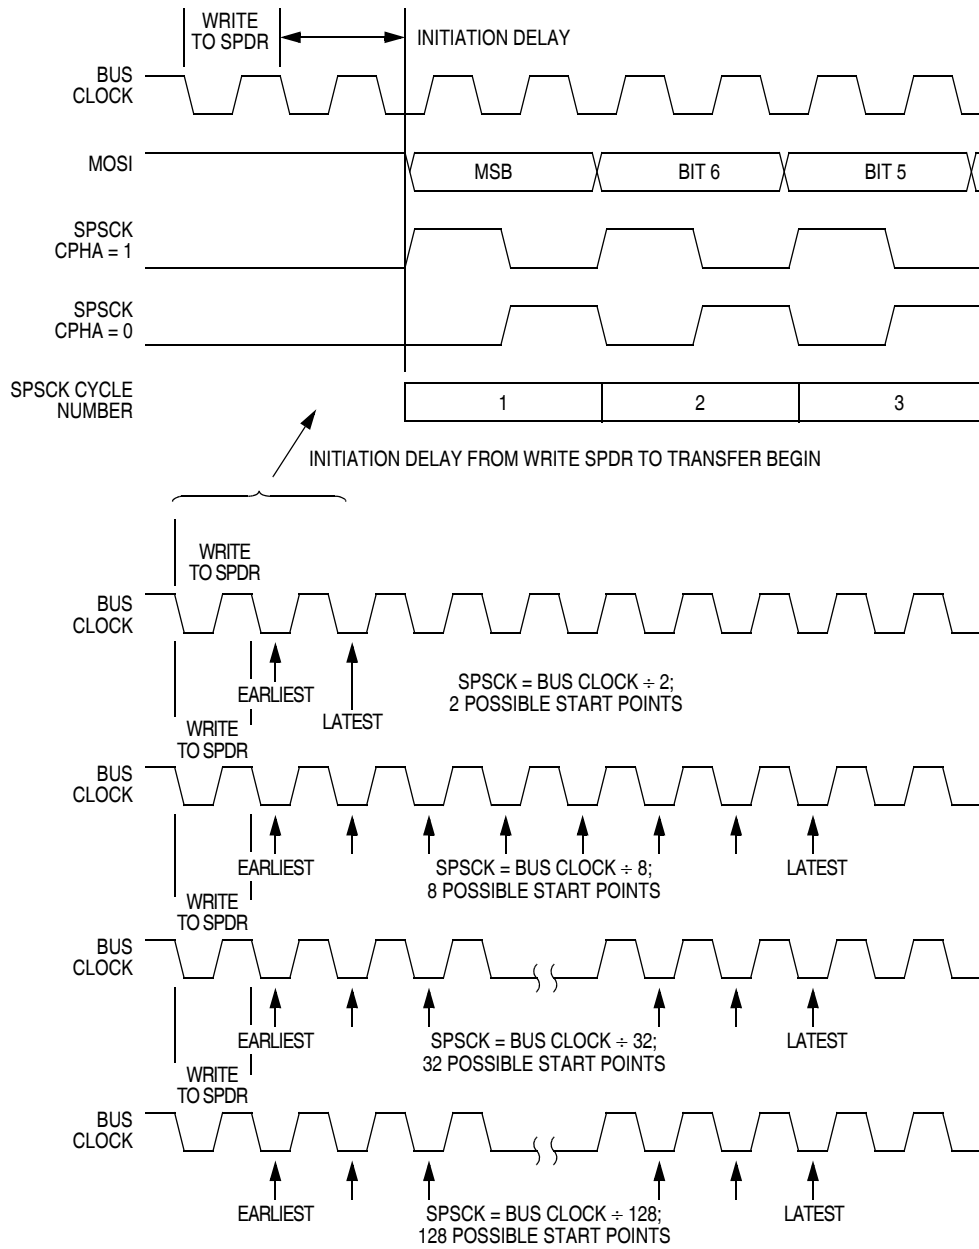 WRITE
TO SPDR
INITIATION DELAY
BUS
CLOCK
MOSI
MSB
BIT 6
BIT 5
SPSCK
CPHA = 1
SPSCK
CPHA = 0
SPSCK CYCLE
NUMBER
1
2
3
INITIATION DELAY FROM WRITE SPDR TO TRANSFER BEGIN
WRITE
TO SPDR
BUS
CLOCK
EARLIEST
LATEST
SPSCK = BUS CLOCK ÷ 2;
2 POSSIBLE START POINTS
WRITE
TO SPDR
BUS
CLOCK
EARLIEST
SPSCK = BUS CLOCK ÷ 8;
8 POSSIBLE START POINTS
LATEST
WRITE
TO SPDR
BUS
CLOCK
EARLIEST
SPSCK = BUS CLOCK ÷ 32;
32 POSSIBLE START POINTS
LATEST
WRITE
TO SPDR
BUS
CLOCK
EARLIEST
SPSCK = BUS CLOCK ÷ 128;
128 POSSIBLE START POINTS
LATEST